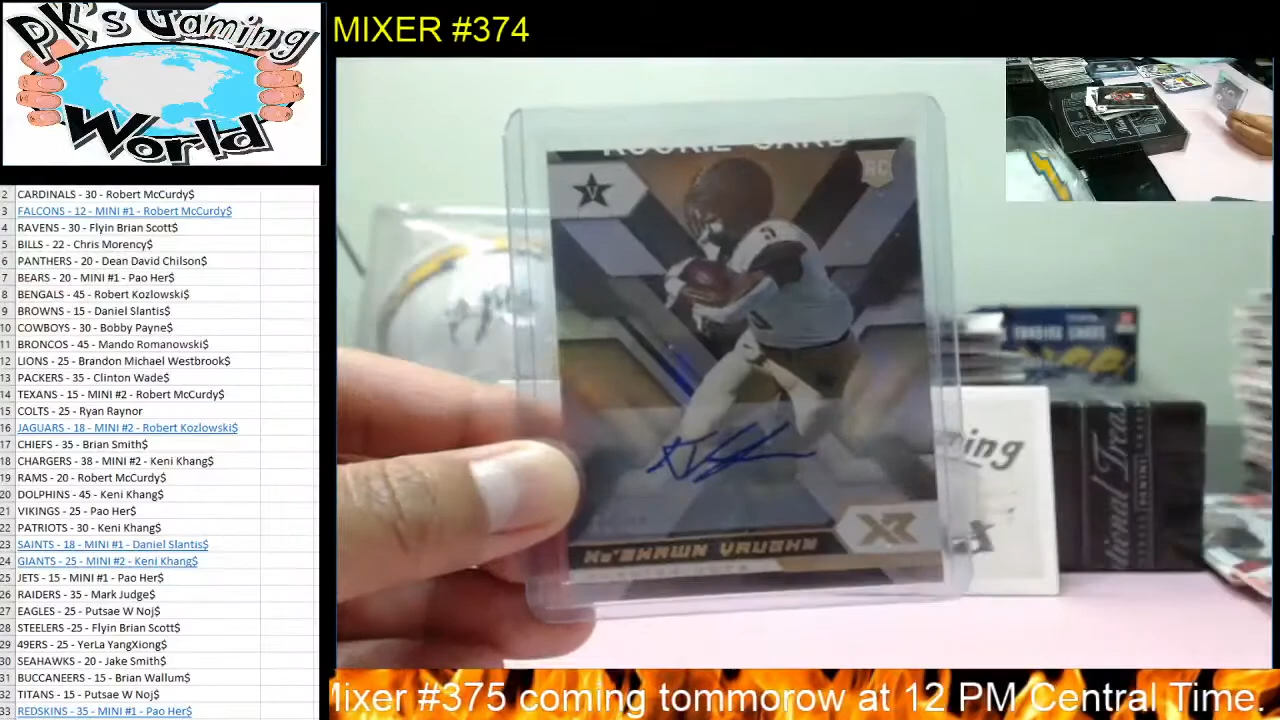 PK's Gaming
World
MIXER #374
2 CARDINALS - 30 - Robert McCurdy$
3 FALCONS - 12 - MINI #1 - Robert McCurdy$
4 RAVENS - 30 - Flyin Brian Scott$
5 BILLS - 22 - Chris Morency$
6 PANTHERS - 20 - Dean David Chilson$
7 BEARS - 20 - MINI #1 - Pao Her$
8 BENGALS - 45 - Robert Kozlowski$
9 BROWNS - 15 - Daniel Slantis$
10 COWBOYS - 30 - Bobby Payne$
11 BRONCOS - 45 - Mando Romanowski$
12 LIONS - 25 - Brandon Michael Westbrook$
13 PACKERS - 35 - Clinton Wade$
14 TEXANS - 15 - MINI #2 - Robert McCurdy$
15 COLTS - 25 - Ryan Raynor
16 JAGUARS - 18 - MINI #2 - Robert Kozlowski$
17 CHIEFS - 35 - Brian Smith$
18 CHARGERS - 38 - MINI #2 - Keni Khang$
19 RAMS - 20 - Robert McCurdy$
20 DOLPHINS - 45 - Keni Khang$
21 VIKINGS - 25 - Pao Her$
22 PATRIOTS - 30 - Keni Khang$
23 SAINTS - 18 - MINI #1 - Daniel Slantis$
24 GIANTS - 25 - MINI #2 - Keni Khang$
25 JETS - 15 - MINI #1 - Pao Her$
26 RAIDERS - 35 - Mark Judge$
27 EAGLES - 25 - Putsae W Noj$
28 STEELERS -25 - Flyin Brian Scott$
29 49ERS - 25 - YerLa YangXiong$
30 SEAHAWKS - 20 - Jake Smith$
31 BUCCANEERS - 15 - Brian Wallum$
32 TITANS - 15 - Putsae W Noj$
33 REDSKINS - 35 - MINI #1 - Pao Her$
ROOKIE CARD
RC
V
XR
KE'SHAWN VAUGHN
Mixer #375 coming tommorow at 12 PM Central Time.